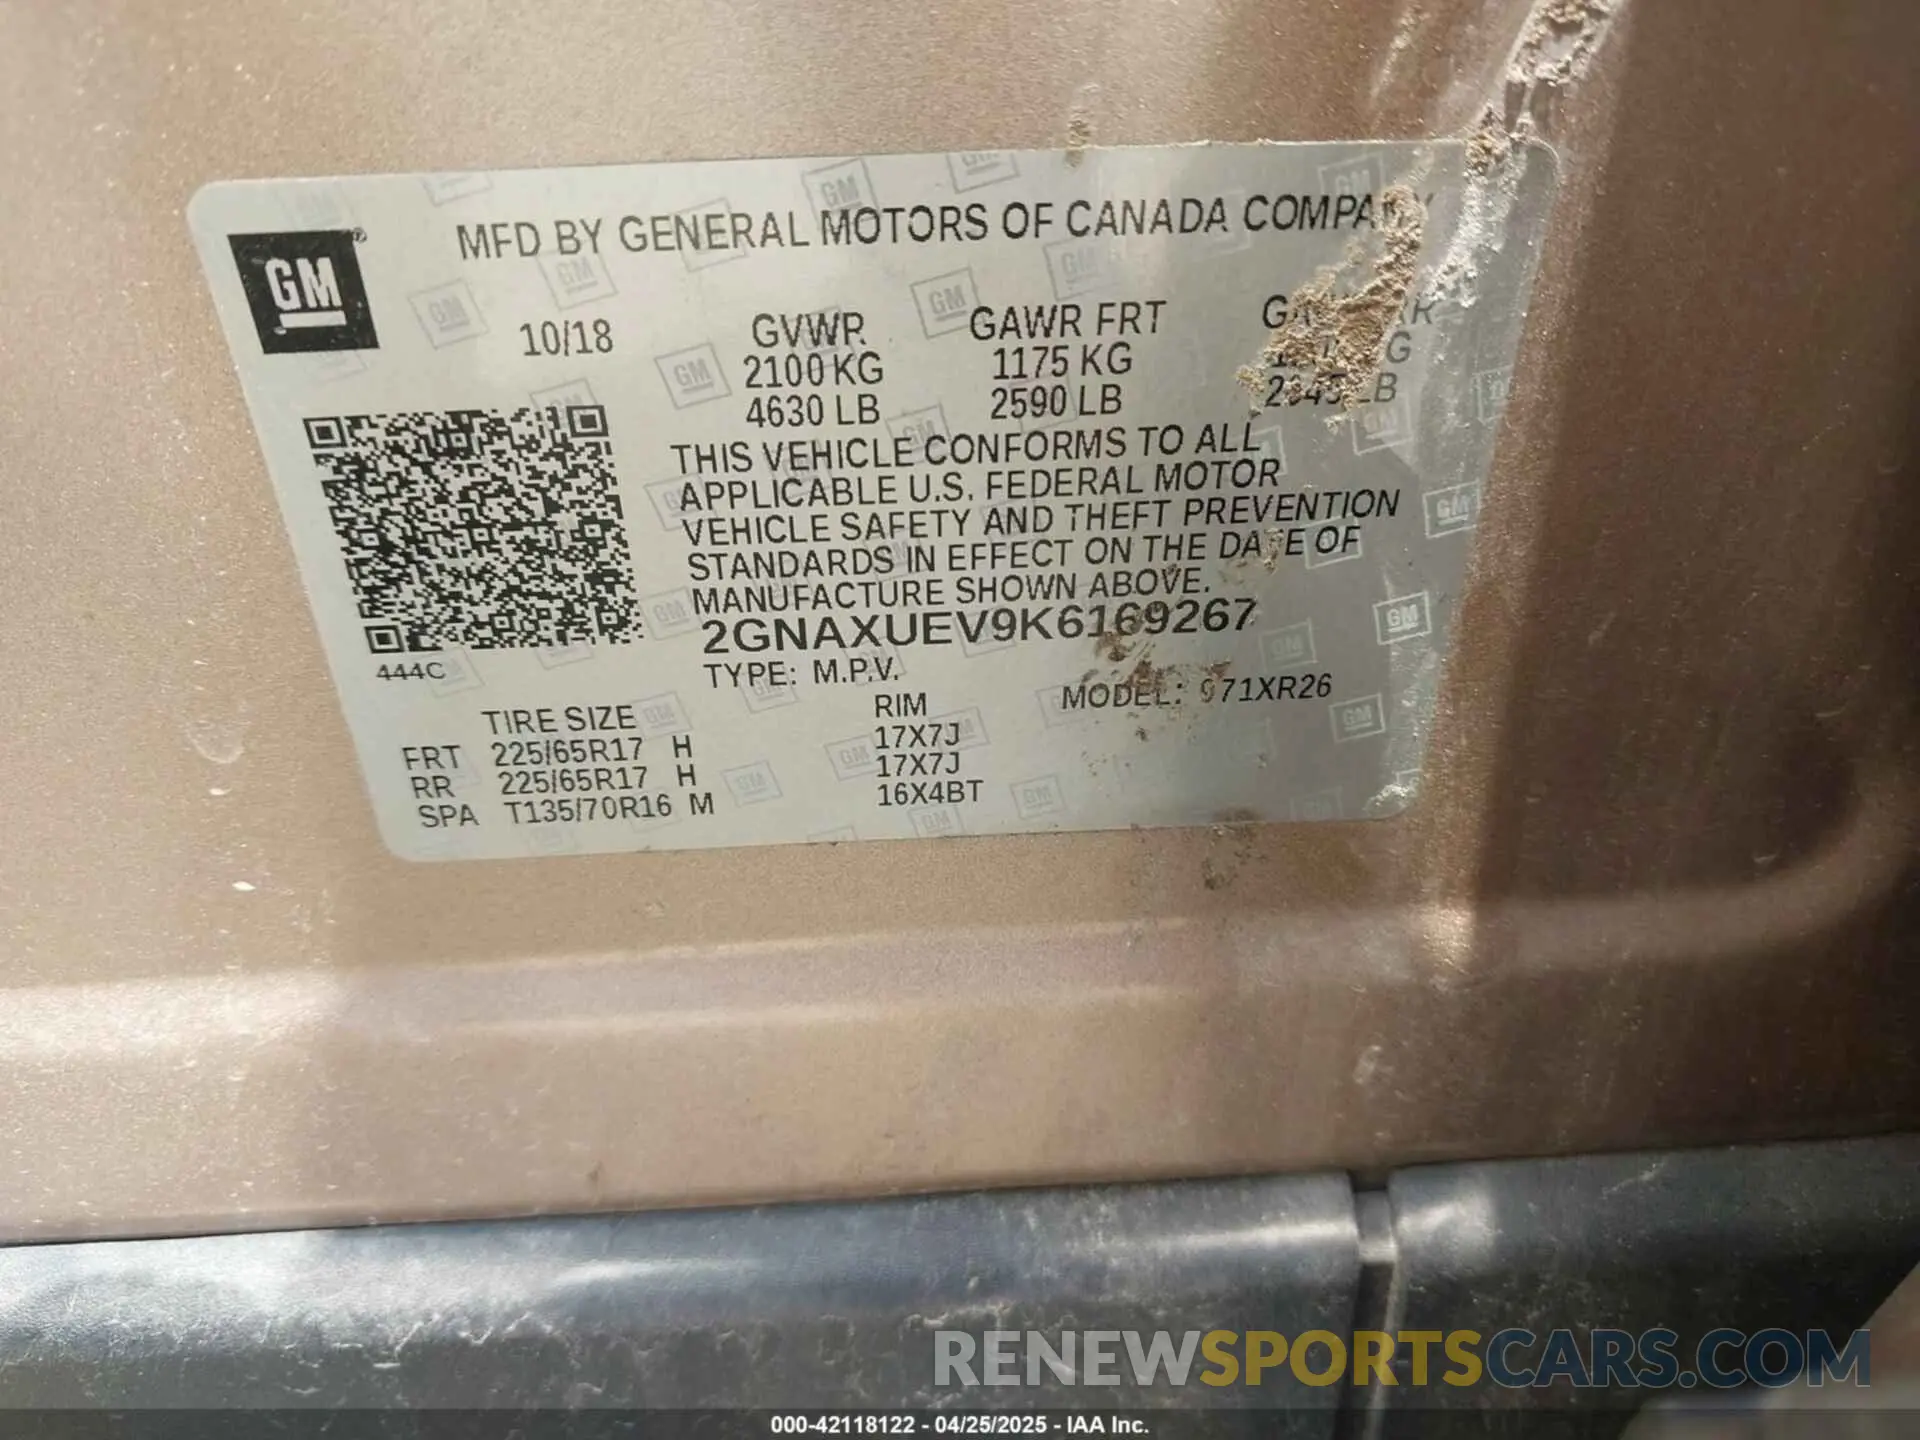 GM
MFD BY GENERAL MOTORS OF CANADA COMPANY
10/18
GVWR
2100 KG
4630 LB
GAWR FRT
1175 KG
2590 LB
LB
THIS VEHICLE CONFORMS TO ALL
APPLICABLE U.S. FEDERAL MOTOR
VEHICLE SAFETY AND THEFT PREVENTION
STANDARDS IN EFFECT ON THE DATE OF
MANUFACTURE SHOWN ABOVE.
2GNAXUEV9K6169267
444C
TYPE: M.P.V.
MODEL:
TIRE SIZE RIM
FRT 225/65R17 H 17X7J
RR 225/65R17 H 17X7J
SPA T135/70R16 M 16X4BT
RENEWSPORTSCARS.COM
000-42118122 - 04/25/2025 - IAA Inc.